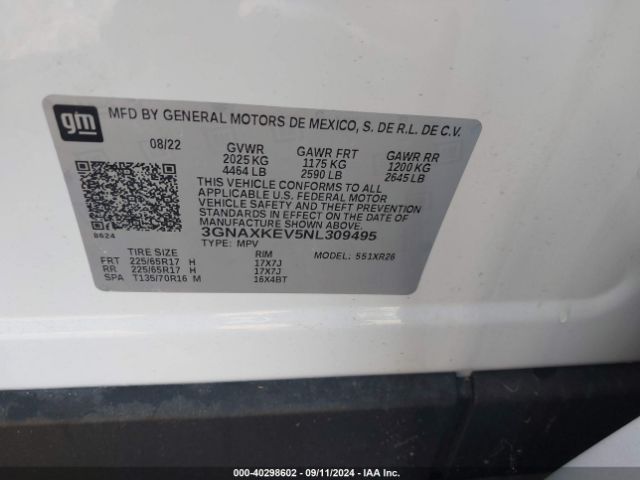 gm
MFD BY GENERAL MOTORS DE MEXICO, S. DE R.L. DE C.V.
08/22 GVWR GAWR FRT GAWR RR
2025 KG 1175 KG 1200 KG
4464 LB 2590 LB 2645 LB
THIS VEHICLE CONFORMS TO ALL
APPLICABLE U.S. FEDERAL MOTOR
VEHICLE SAFETY AND THEFT
PREVENTION STANDARDS IN
EFFECT ON THE DATE OF
MANUFACTURE SHOWN ABOVE.
8624 3GNAXKEV5NL309495
TYPE: MPV
TIRE SIZE RIM MODEL: 551XR26
FRT 225/65R17 H 17X7J
RR 225/65R17 H 17X7J
SPA T135/70R16 M 16X4BT
000-40298602 - 09/11/2024 - IAA Inc.